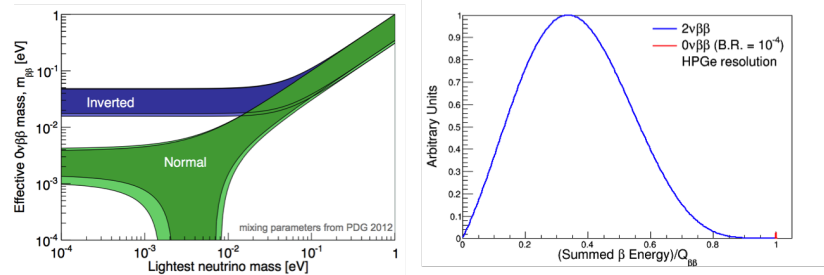 Effective 0νββ mass, m_ββ [eV]
1
10⁻¹
10⁻²
10⁻³
10⁻⁴
Inverted
Normal
mixing parameters from PDG 2012
10⁻⁴
10⁻³
10⁻²
10⁻¹
1
Lightest neutrino mass [eV]
Arbitrary Units
1
0.9
0.8
0.7
0.6
0.5
0.4
0.3
0.2
0.1
0
2νββ
0νββ (B.R. = 10⁻⁴)
HPGe resolution
0
0.2
0.4
0.6
0.8
1
(Summed β Energy)/Q_ββ